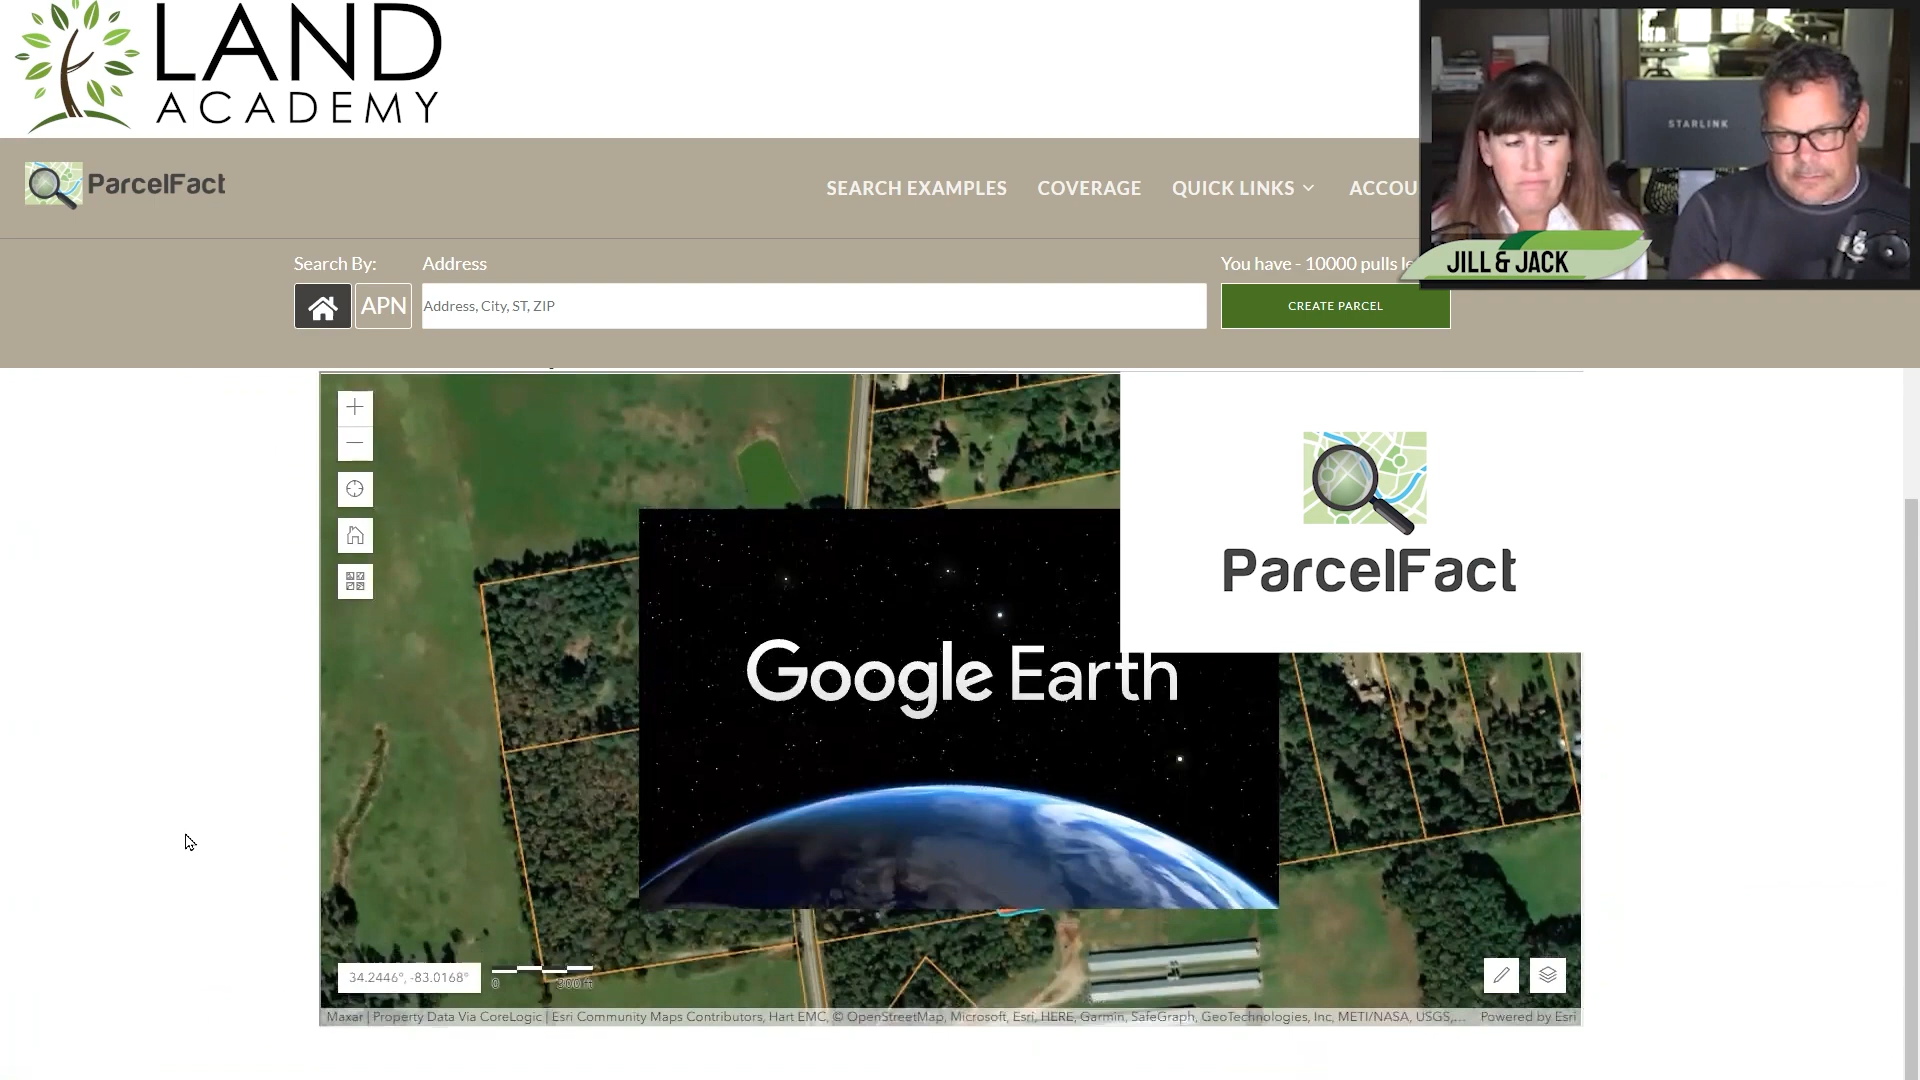 LAND
ACADEMY
ParcelFact
SEARCH EXAMPLES
COVERAGE
QUICK LINKS
ACCOU
STARLINK
JILL & JACK
Search By:
Address
You have - 10000 pulls le
APN
Address, City, ST, ZIP
CREATE PARCEL
ParcelFact
Google Earth
34.2446°, -83.0168°
0
300 ft
Maxar | Property Data Via CoreLogic | Esri Community Maps Contributors, Hart EMC, © OpenStreetMap, Microsoft, Esri, HERE, Garmin, SafeGraph, GeoTechnologies, Inc, METI/NASA, USGS,...
Powered by Esri